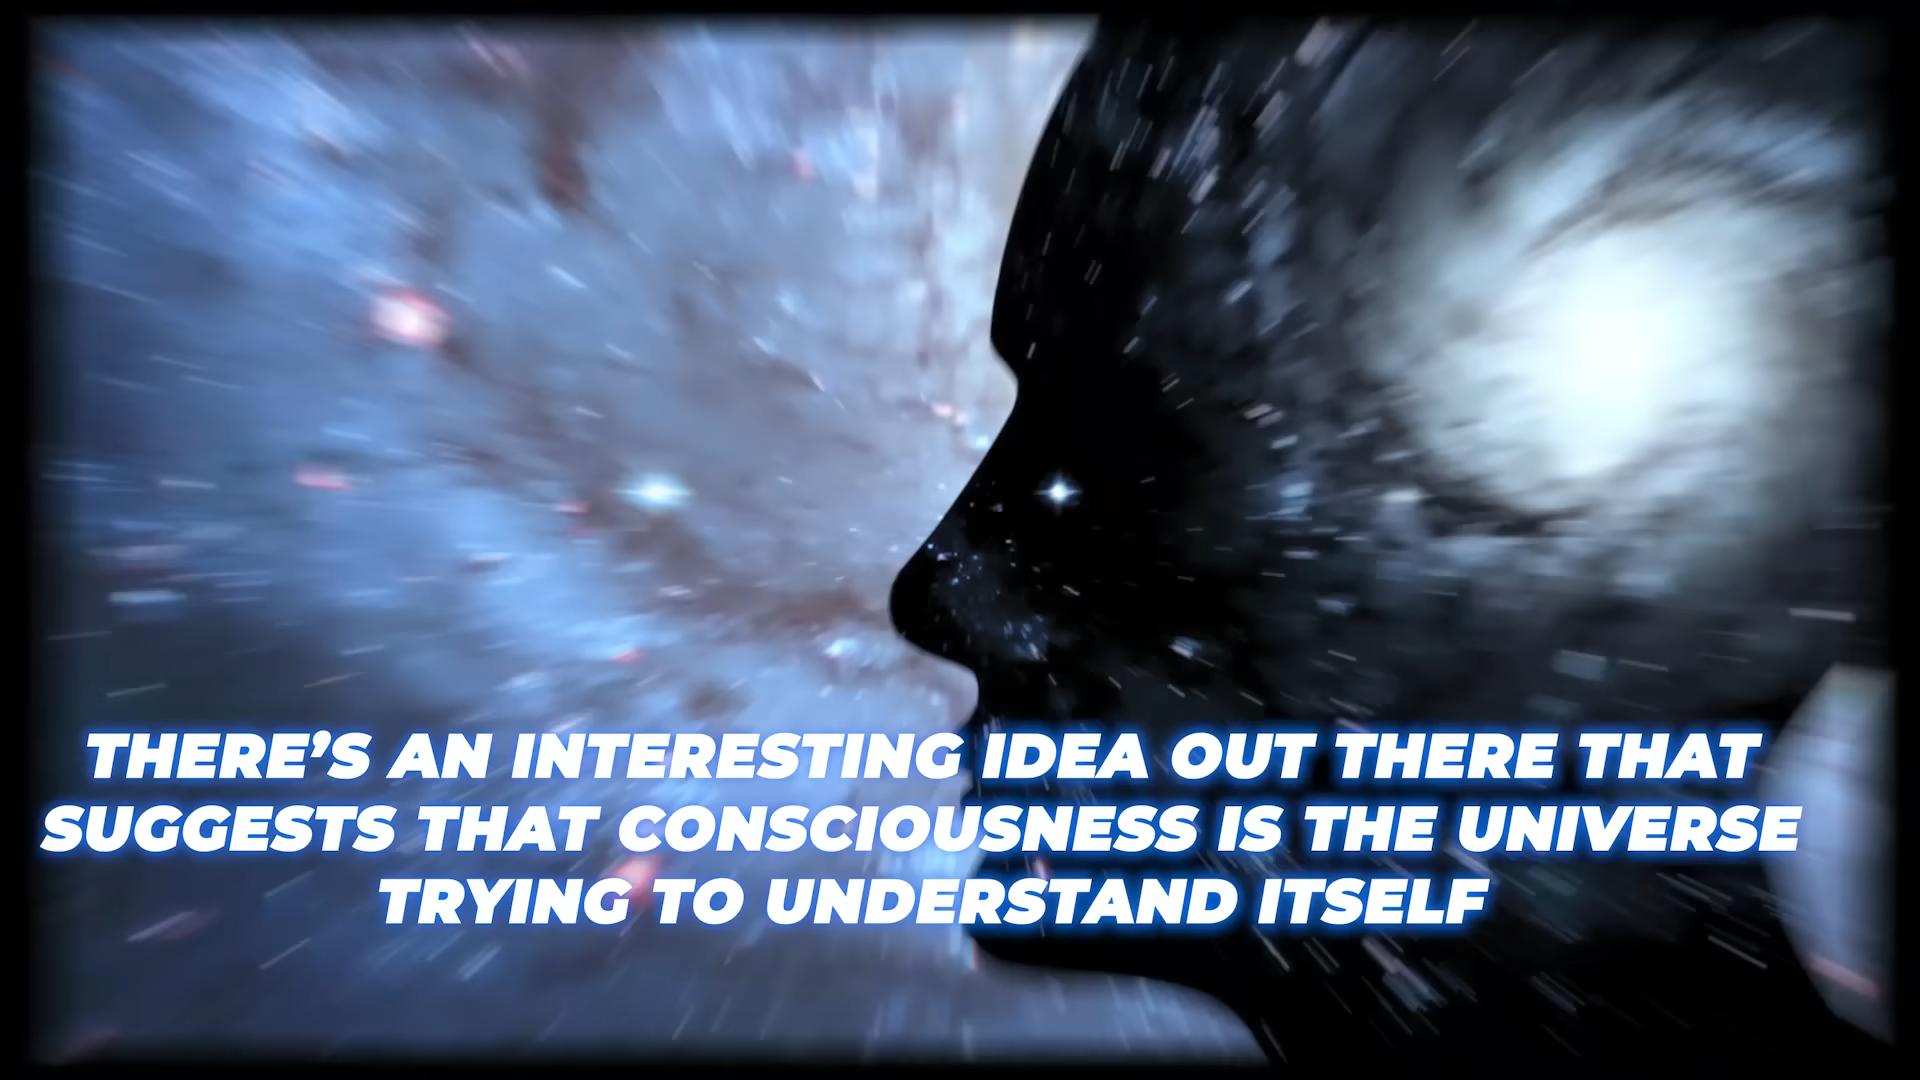 THERE’S AN INTERESTING IDEA OUT THERE THAT
SUGGESTS THAT CONSCIOUSNESS IS THE UNIVERSE
TRYING TO UNDERSTAND ITSELF